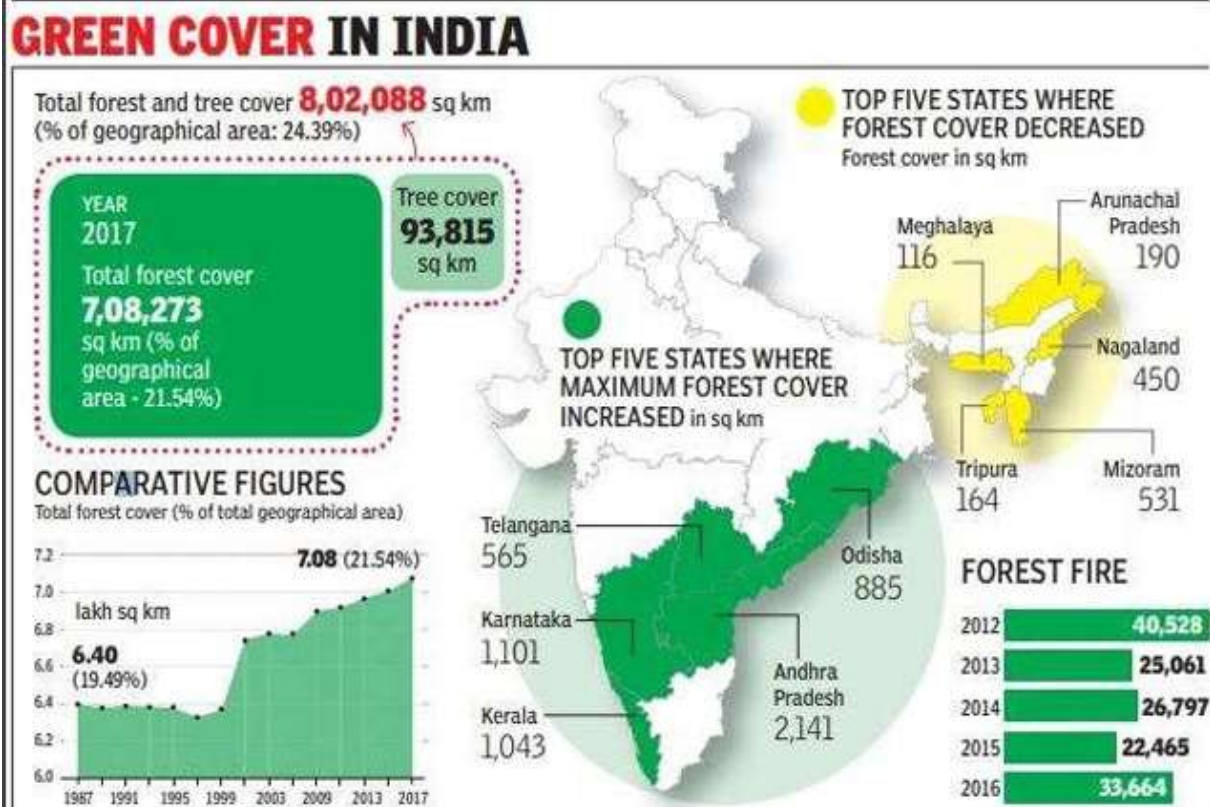 GREEN COVER IN INDIA
Total forest and tree cover 8,02,088 sq km
(% of geographical area: 24.39%)
YEAR
2017
Total forest cover
7,08,273
sq km (% of
geographical
area - 21.54%)
Tree cover
93,815
sq km
TOP FIVE STATES WHERE
FOREST COVER DECREASED
Forest cover in sq km
Arunachal
Pradesh
190
Meghalaya
116
Nagaland
450
Tripura
164
Mizoram
531
TOP FIVE STATES WHERE
MAXIMUM FOREST COVER
INCREASED in sq km
Telangana
565
Karnataka
1,101
Kerala
1,043
Odisha
885
Andhra
Pradesh
2,141
COMPARATIVE FIGURES
Total forest cover (% of total geographical area)
7.2
7.0
6.8
6.6
6.4
6.2
6.0
lakh sq km
7.08 (21.54%)
6.40
(19.49%)
1987 1991 1995 1999 2003 2009 2013 2017
FOREST FIRE
2012 40,528
2013 25,061
2014 26,797
2015 22,465
2016 33,664